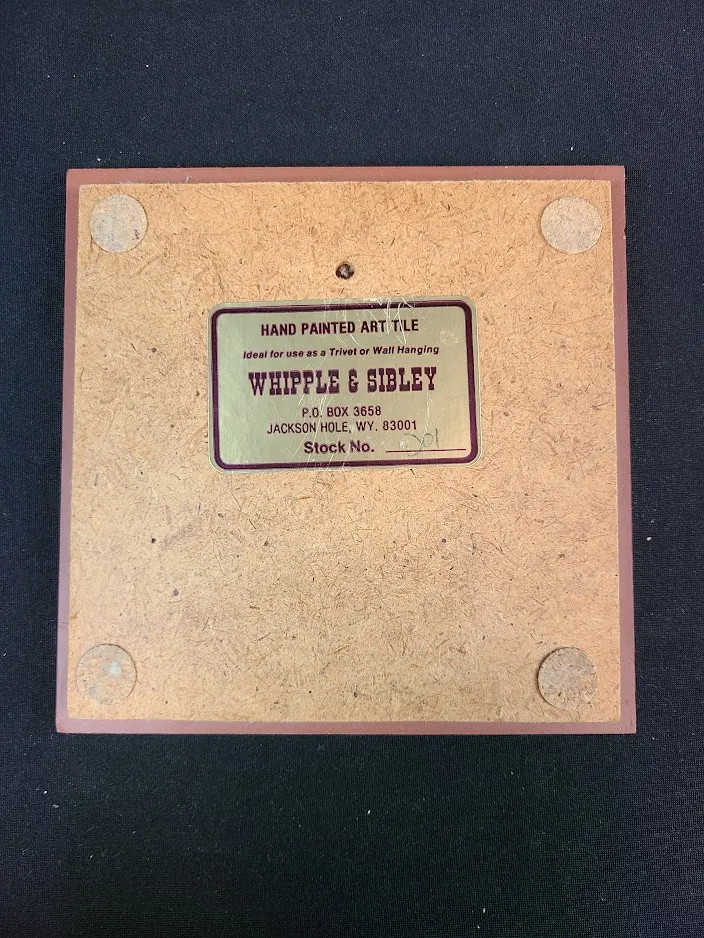 HAND PAINTED ART TILE
Ideal for use as a Trivet or Wall Hanging
WHIPPLE & SIBLEY
P.O. BOX 3658
JACKSON HOLE, WY. 83001
Stock No. 201